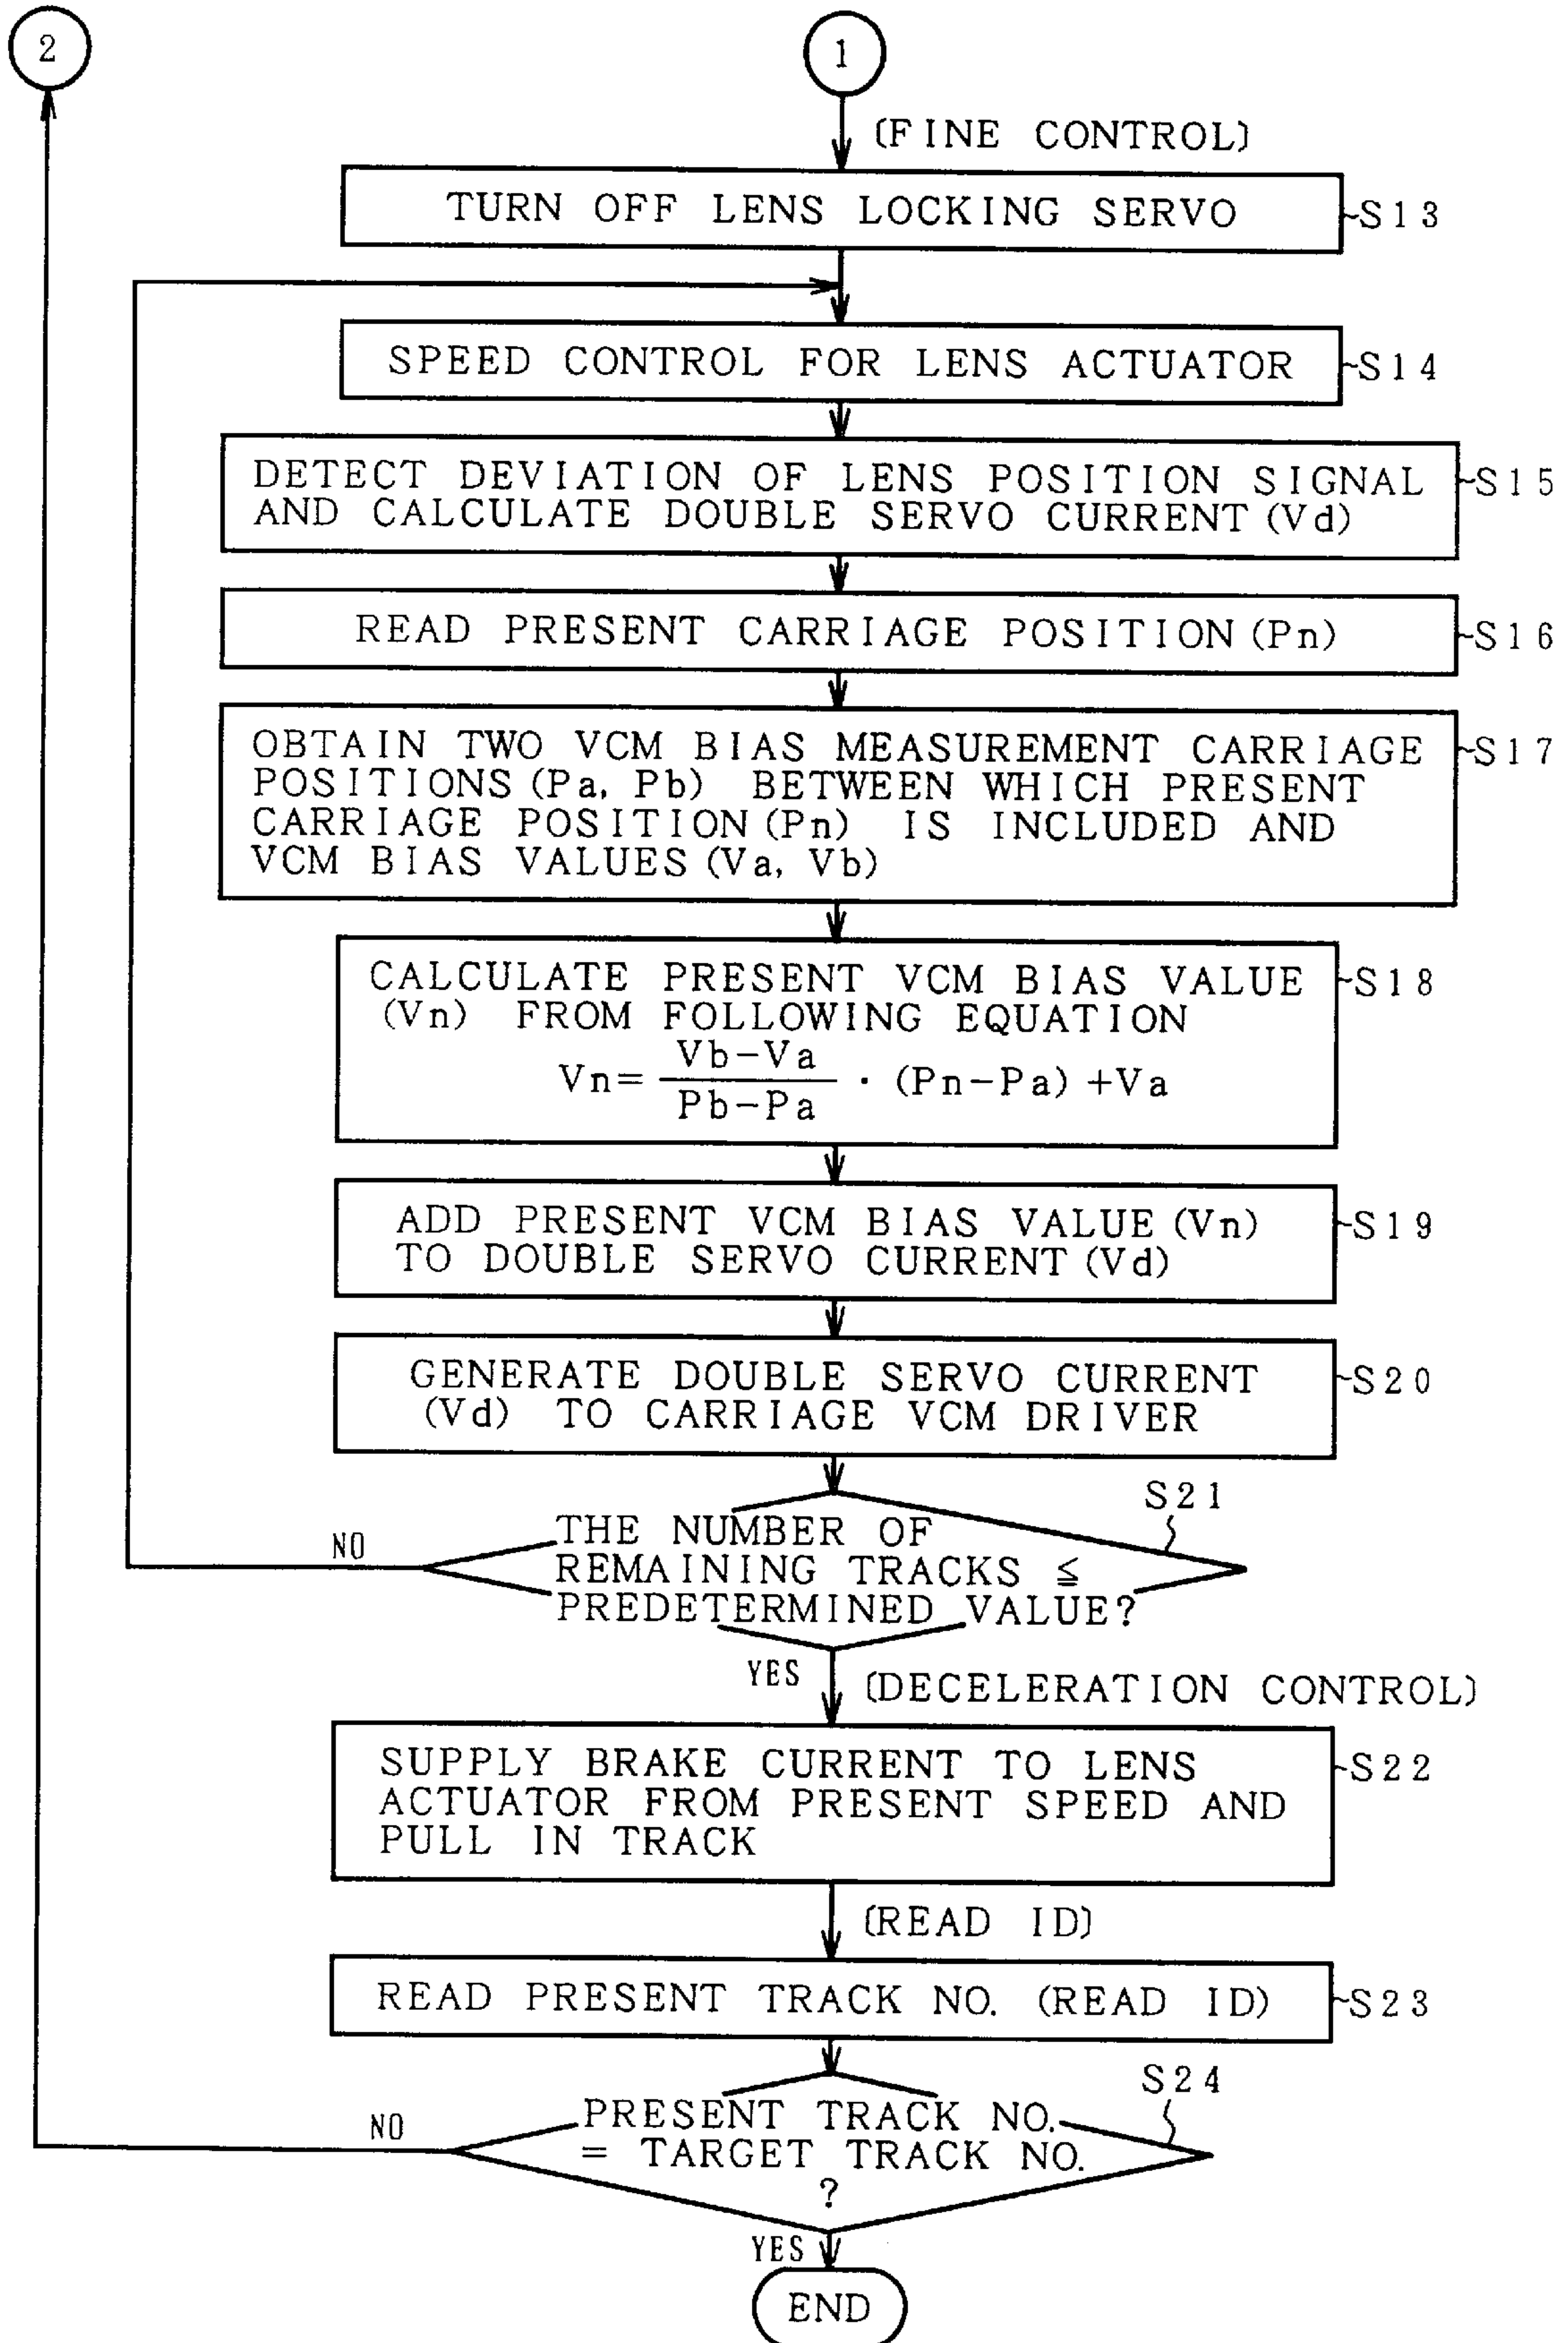 2
1
(FINE CONTROL)
TURN OFF LENS LOCKING SERVO
S13
SPEED CONTROL FOR LENS ACTUATOR
S14
DETECT DEVIATION OF LENS POSITION SIGNAL
AND CALCULATE DOUBLE SERVO CURRENT (Vd)
S15
READ PRESENT CARRIAGE POSITION (Pn)
S16
OBTAIN TWO VCM BIAS MEASUREMENT CARRIAGE
POSITIONS (Pa, Pb) BETWEEN WHICH PRESENT
CARRIAGE POSITION (Pn) IS INCLUDED AND
VCM BIAS VALUES (Va, Vb)
S17
CALCULATE PRESENT VCM BIAS VALUE
(Vn) FROM FOLLOWING EQUATION
Vn= Vb-Va / Pb-Pa · (Pn-Pa) +Va
S18
ADD PRESENT VCM BIAS VALUE (Vn)
TO DOUBLE SERVO CURRENT (Vd)
S19
GENERATE DOUBLE SERVO CURRENT
(Vd) TO CARRIAGE VCM DRIVER
S20
S21
THE NUMBER OF
REMAINING TRACKS ≦
PREDETERMINED VALUE?
NO
YES
(DECELERATION CONTROL)
SUPPLY BRAKE CURRENT TO LENS
ACTUATOR FROM PRESENT SPEED AND
PULL IN TRACK
S22
(READ ID)
READ PRESENT TRACK NO. (READ ID)
S23
S24
PRESENT TRACK NO.
= TARGET TRACK NO.
?
NO
YES
END